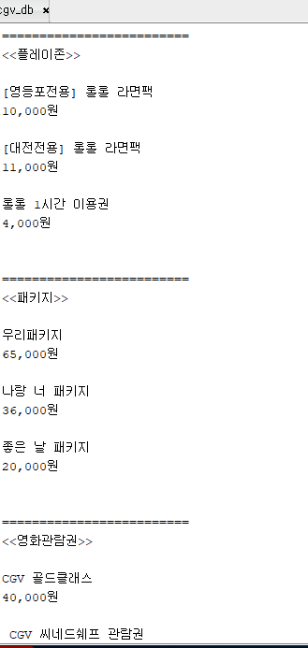 cgv_db ×
=========================
<<플레이존>>
[영등포전용] 홀홀 라면팩
10,000원
[대전전용] 홀홀 라면팩
11,000원
홀홀 1시간 이용권
4,000원
=========================
<<패키지>>
우리패키지
65,000원
나랑 너 패키지
36,000원
좋은 날 패키지
20,000원
=========================
<<영화관람권>>
CGV 골드클래스
40,000원
CGV 씨네드쉐프 관람권